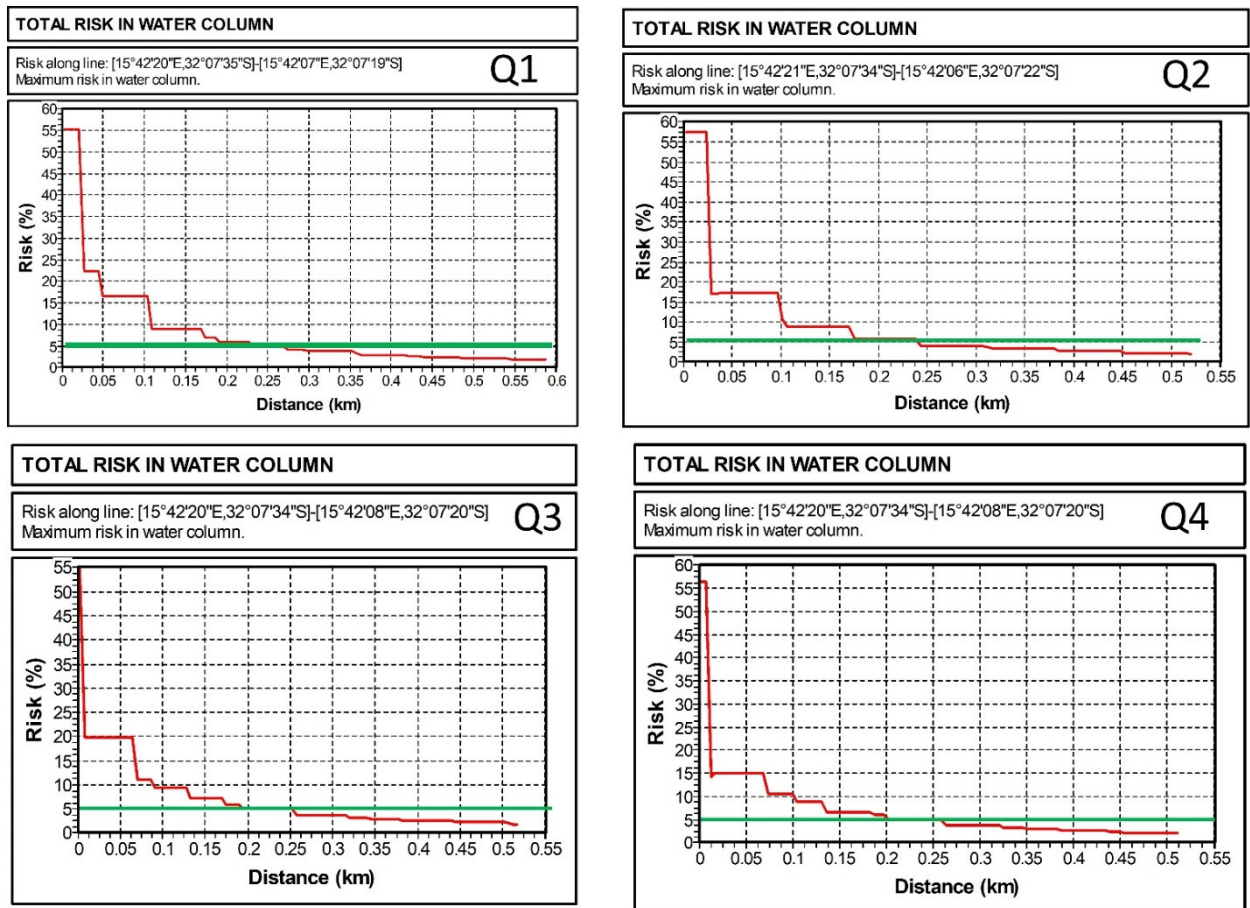 TOTAL RISK IN WATER COLUMN
Risk along line: [15°42'20"E,32°07'35"S]-[15°42'07"E,32°07'19"S]
Maximum risk in water column.
Q1
60
55
50
45
40
35
30
25
20
15
10
5
0
Risk (%)
0 0.05 0.1 0.15 0.2 0.25 0.3 0.35 0.4 0.45 0.5 0.55 0.6
Distance (km)
TOTAL RISK IN WATER COLUMN
Risk along line: [15°42'21"E,32°07'34"S]-[15°42'06"E,32°07'22"S]
Maximum risk in water column.
Q2
60
55
50
45
40
35
30
25
20
15
10
5
0
Risk (%)
0 0.05 0.1 0.15 0.2 0.25 0.3 0.35 0.4 0.45 0.5 0.55
Distance (km)
TOTAL RISK IN WATER COLUMN
Risk along line: [15°42'20"E,32°07'34"S]-[15°42'08"E,32°07'20"S]
Maximum risk in water column.
Q3
55
50
45
40
35
30
25
20
15
10
5
0
Risk (%)
0 0.05 0.1 0.15 0.2 0.25 0.3 0.35 0.4 0.45 0.5 0.55
Distance (km)
TOTAL RISK IN WATER COLUMN
Risk along line: [15°42'20"E,32°07'34"S]-[15°42'08"E,32°07'20"S]
Maximum risk in water column.
Q4
60
55
50
45
40
35
30
25
20
15
10
5
0
Risk (%)
0 0.05 0.1 0.15 0.2 0.25 0.3 0.35 0.4 0.45 0.5 0.55
Distance (km)